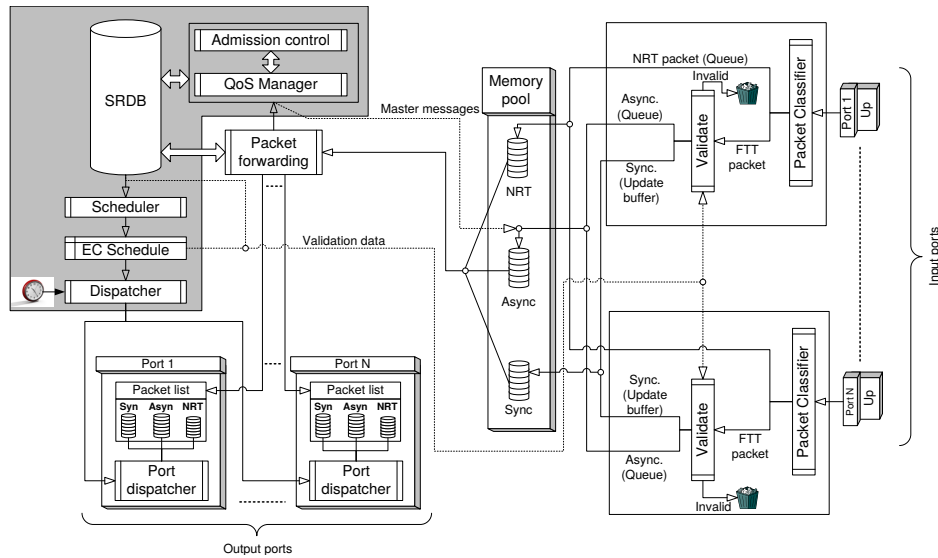 SRDB
Admission control
QoS Manager
Master messages
Packet
forwarding
Scheduler
EC Schedule
Validation data
Dispatcher
Port 1
Packet list
Syn Asyn NRT
Port
dispatcher
Port N
Packet list
Syn Asyn NRT
Port
dispatcher
Output ports
Memory
pool
NRT
Async
Sync
NRT packet (Queue)
Invalid
Async.
(Queue)
Sync.
(Update
buffer)
Validate
FTT
packet
Packet Classifier
Port 1
Up
Sync.
(Update
buffer)
Async.
(Queue)
Validate
FTT
packet
Invalid
Packet Classifier
Port N
Up
Input ports